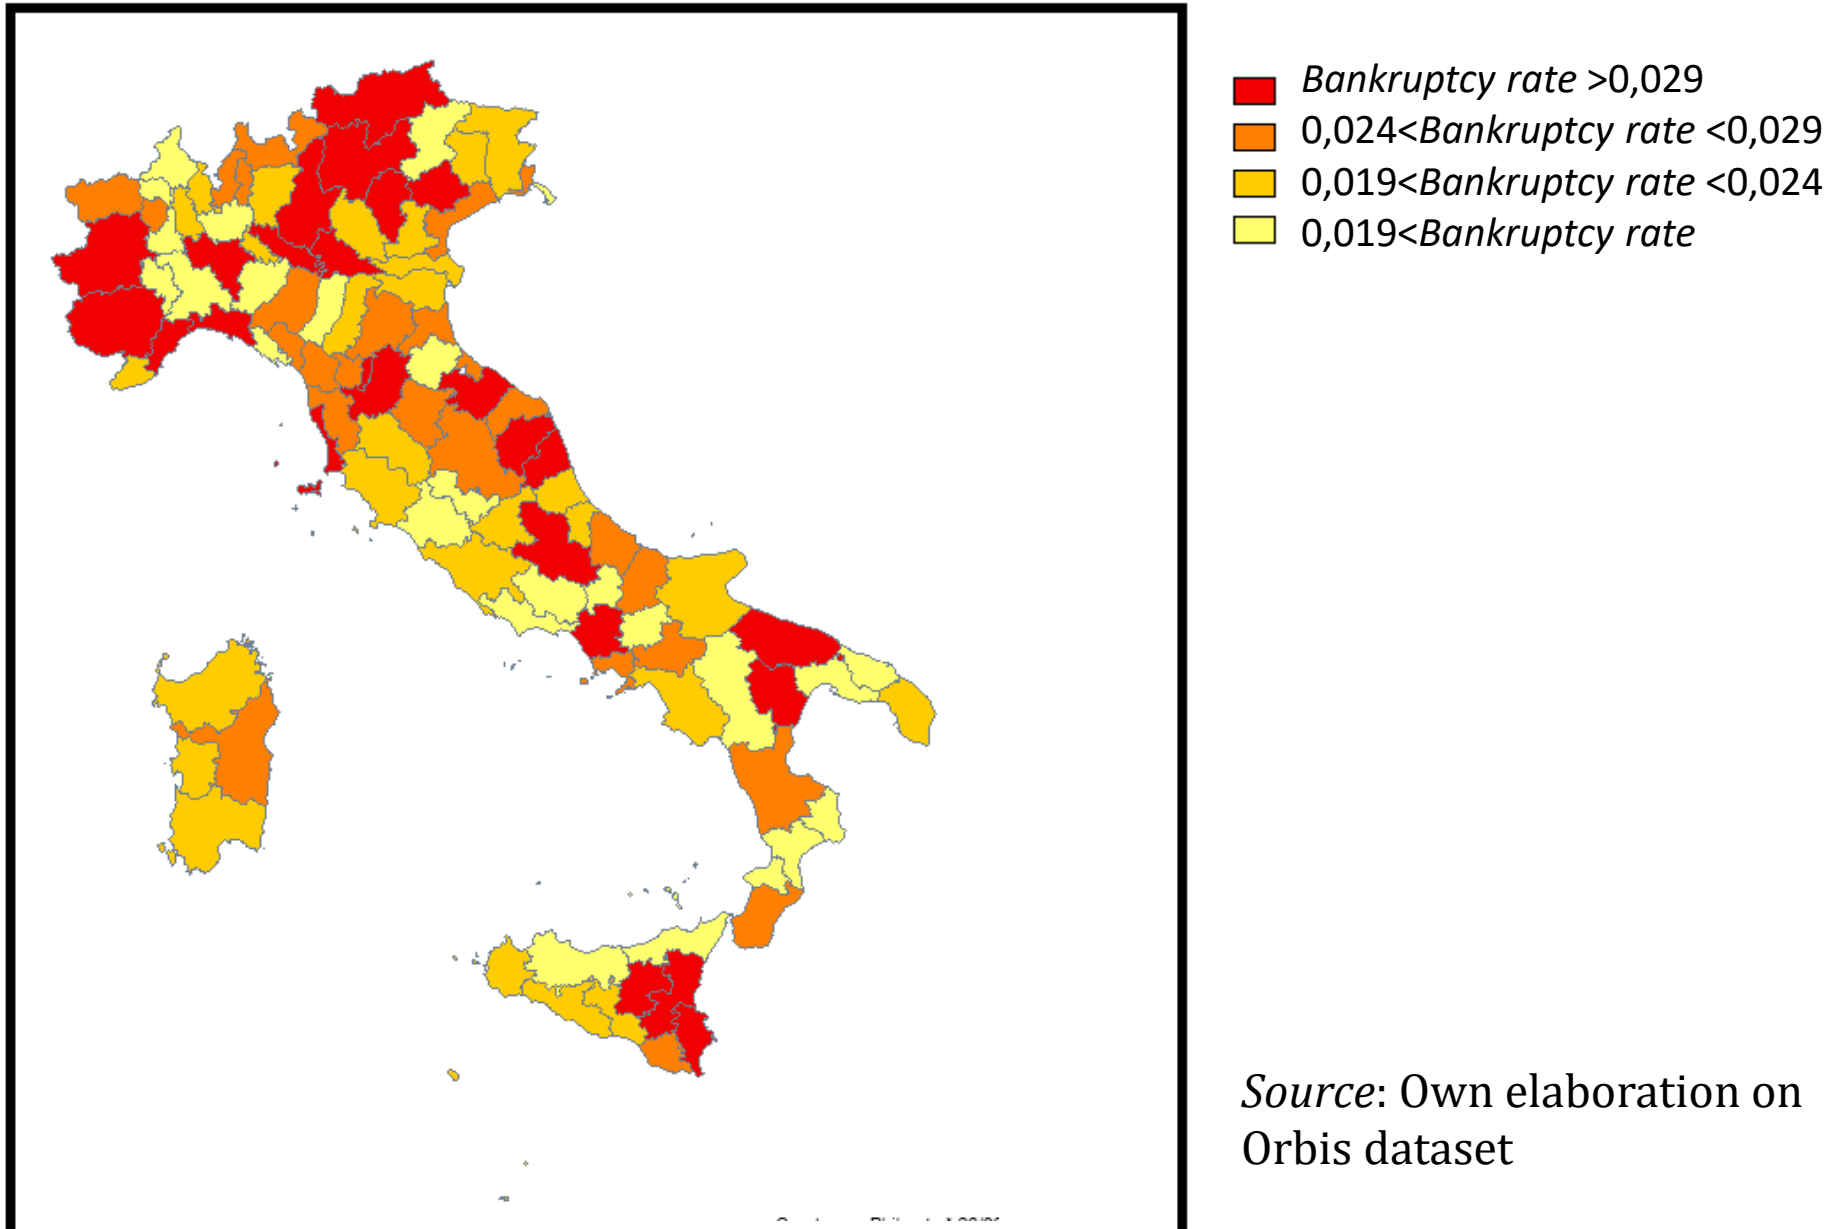 Bankruptcy rate >0,029
0,024<Bankruptcy rate <0,029
0,019<Bankruptcy rate <0,024
0,019<Bankruptcy rate
Source: Own elaboration on
Orbis dataset